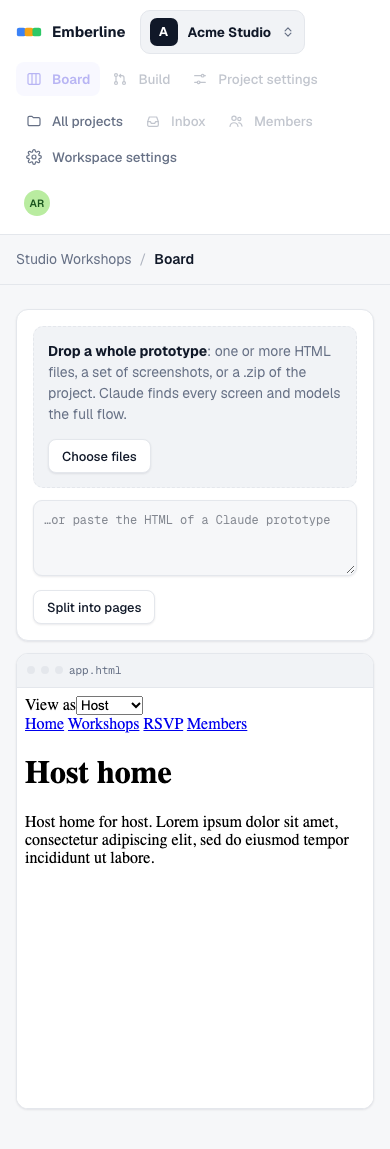 Emberline
A
Acme Studio
Board
Build
Project settings
All projects
Inbox
Members
Workspace settings
AR
Studio Workshops / Board
Drop a whole prototype: one or more HTML
files, a set of screenshots, or a .zip of the
project. Claude finds every screen and models
the full flow.
Choose files
…or paste the HTML of a Claude prototype
Split into pages
app.html
View as Host
Home Workshops RSVP Members
Host home
Host home for host. Lorem ipsum dolor sit amet,
consectetur adipiscing elit, sed do eiusmod tempor
incididunt ut labore.